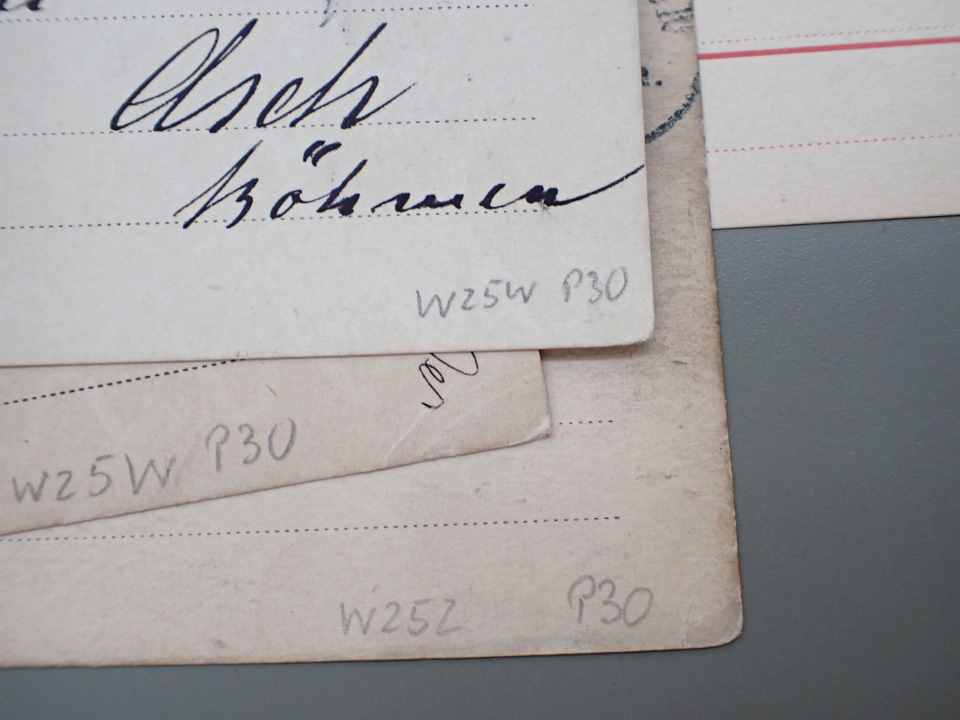 Asch
Böhmen
W25W P30
W25W P30
W25Z P30